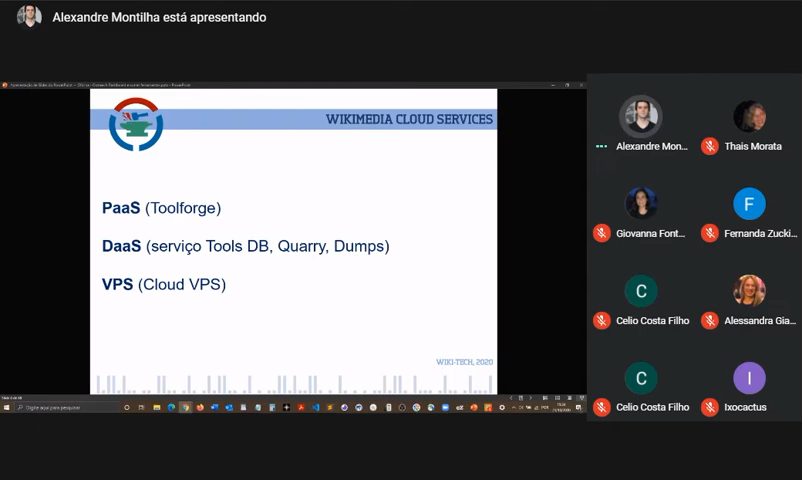 Alexandre Montilha está apresentando
WIKIMEDIA CLOUD SERVICES
PaaS (Toolforge)
DaaS (serviço Tools DB, Quarry, Dumps)
VPS (Cloud VPS)
WIKI-TECH, 2020
Digite aqui para pesquisar
Alexandre Mon...
Thais Morata
Giovanna Font...
F
Fernanda Zucki...
C
Celio Costa Filho
Alessandra Gia...
C
Celio Costa Filho
I
Ixocactus